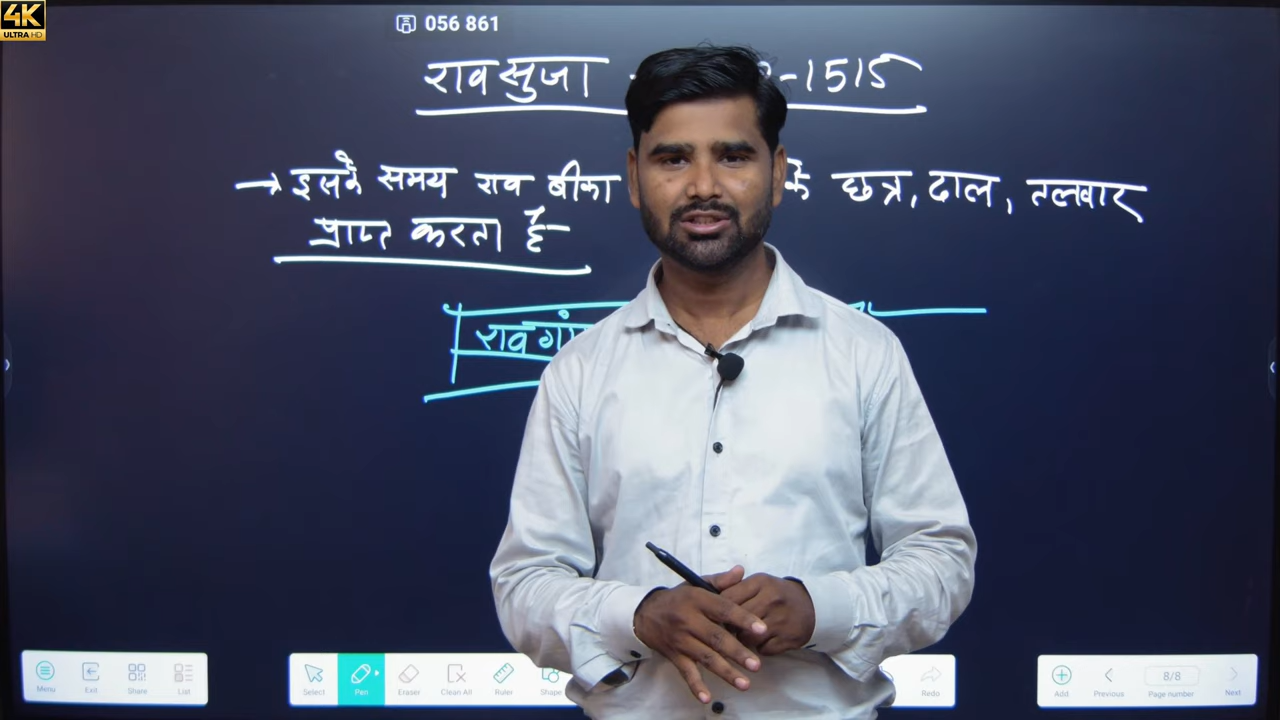 4K
ULTRA HD
056 861
राव सुजा - -1515
→ इसके समय राव बीका के छत्र, ढाल, तलवार
प्राप्त करता है
राव
Menu Exit Share List Select Pen Eraser Clean All Ruler Shape Redo Add Previous 8/8 Page number Next